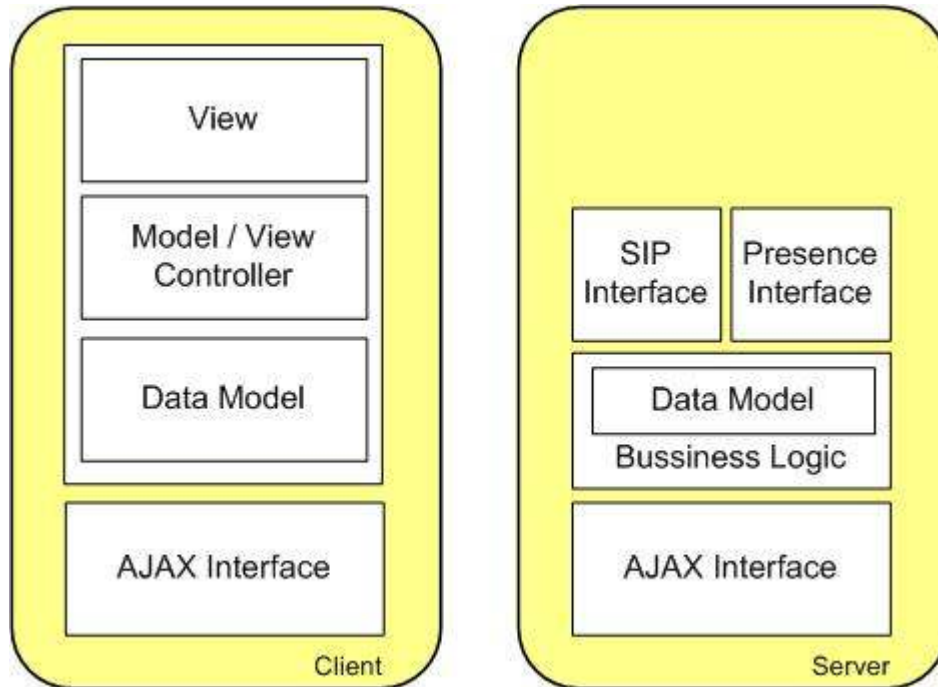 View
Model / View
Controller
Data Model
AJAX Interface
Client
SIP
Interface
Presence
Interface
Data Model
Bussiness Logic
AJAX Interface
Server